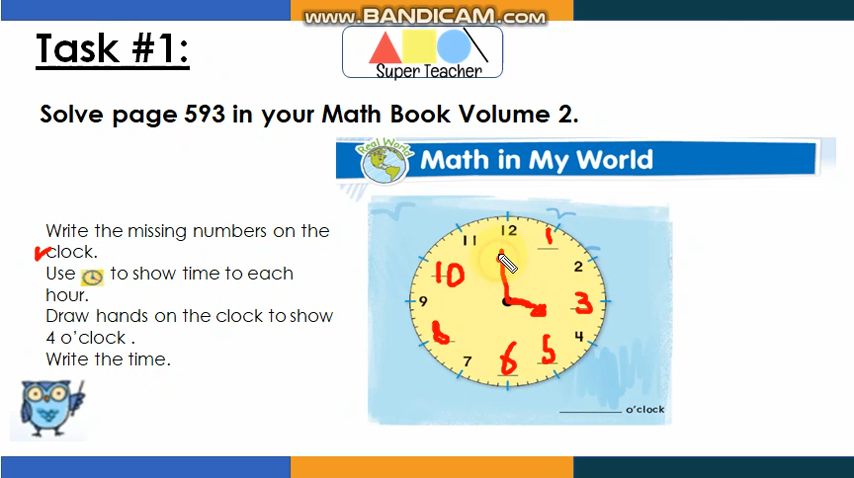 www.BANDICAM.com
Task #1:
Super Teacher
Solve page 593 in your Math Book Volume 2.
Real World
Math in My World
Write the missing numbers on the
clock.
Use to show time to each
hour.
Draw hands on the clock to show
4 o'clock .
Write the time.
12
11
1
10
2
9
3
8
4
7
5
6
o'clock